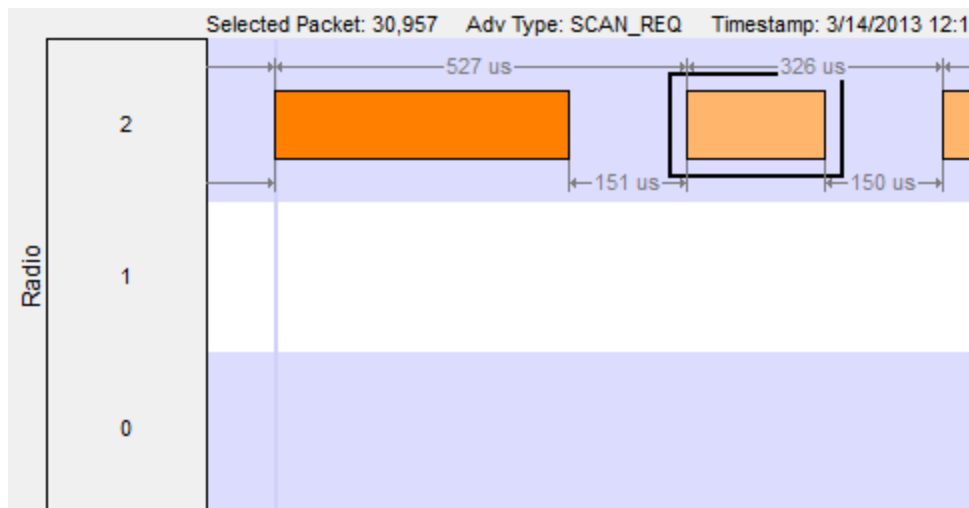 Selected Packet: 30,957 Adv Type: SCAN_REQ Timestamp: 3/14/2013 12:1
527 us 326 us
2
151 us 150 us
Radio
1
0